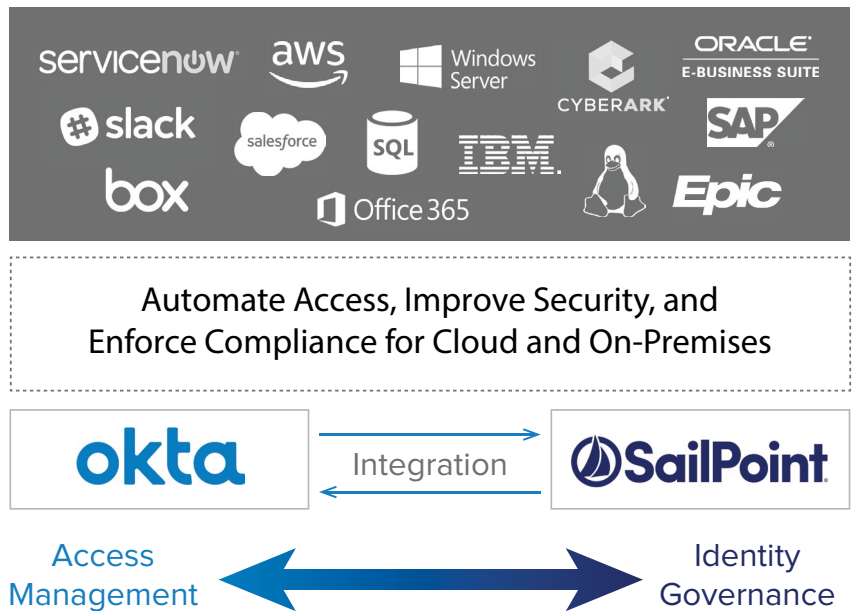 servicenow
aws
Windows
Server
CYBERARK
ORACLE
E-BUSINESS SUITE
slack
salesforce
SQL
IBM.
SAP
box
Office 365
Epic
Automate Access, Improve Security, and
Enforce Compliance for Cloud and On-Premises
okta
Integration
SailPoint
Access
Management
Identity
Governance